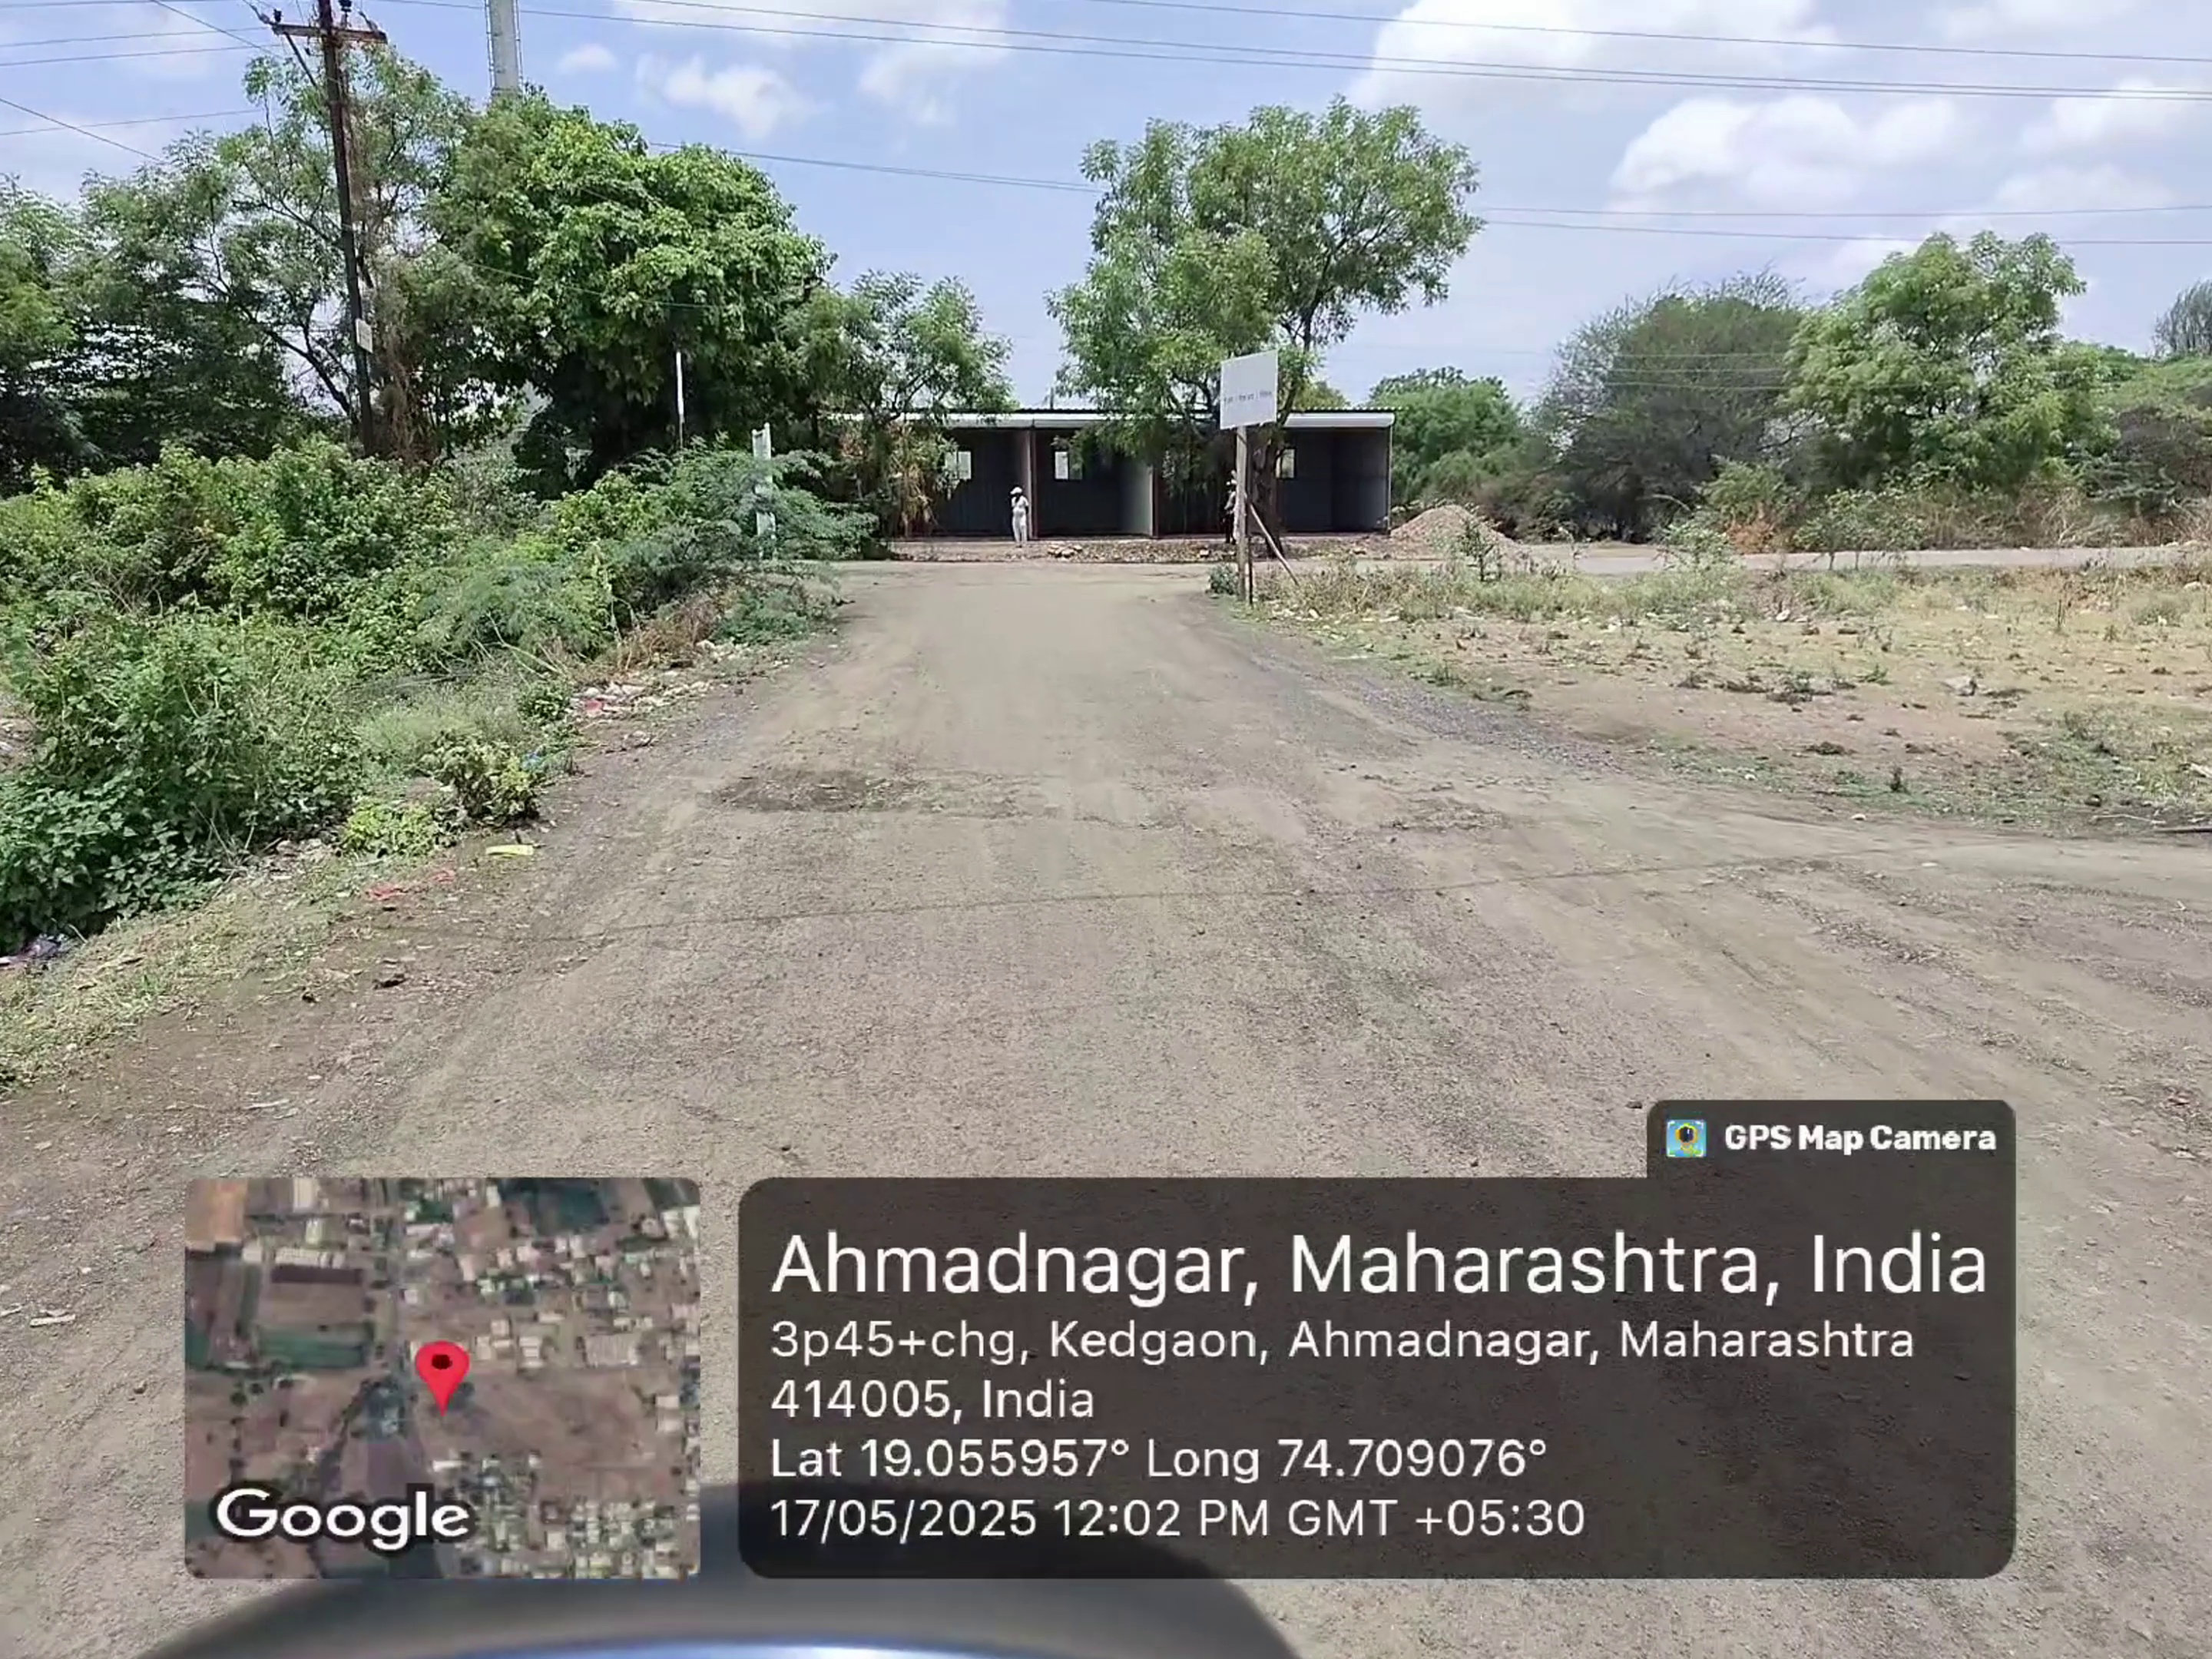 GPS Map Camera
Ahmadnagar, Maharashtra, India
3p45+chg, Kedgaon, Ahmadnagar, Maharashtra
414005, India
Lat 19.055957° Long 74.709076°
17/05/2025 12:02 PM GMT +05:30
Google